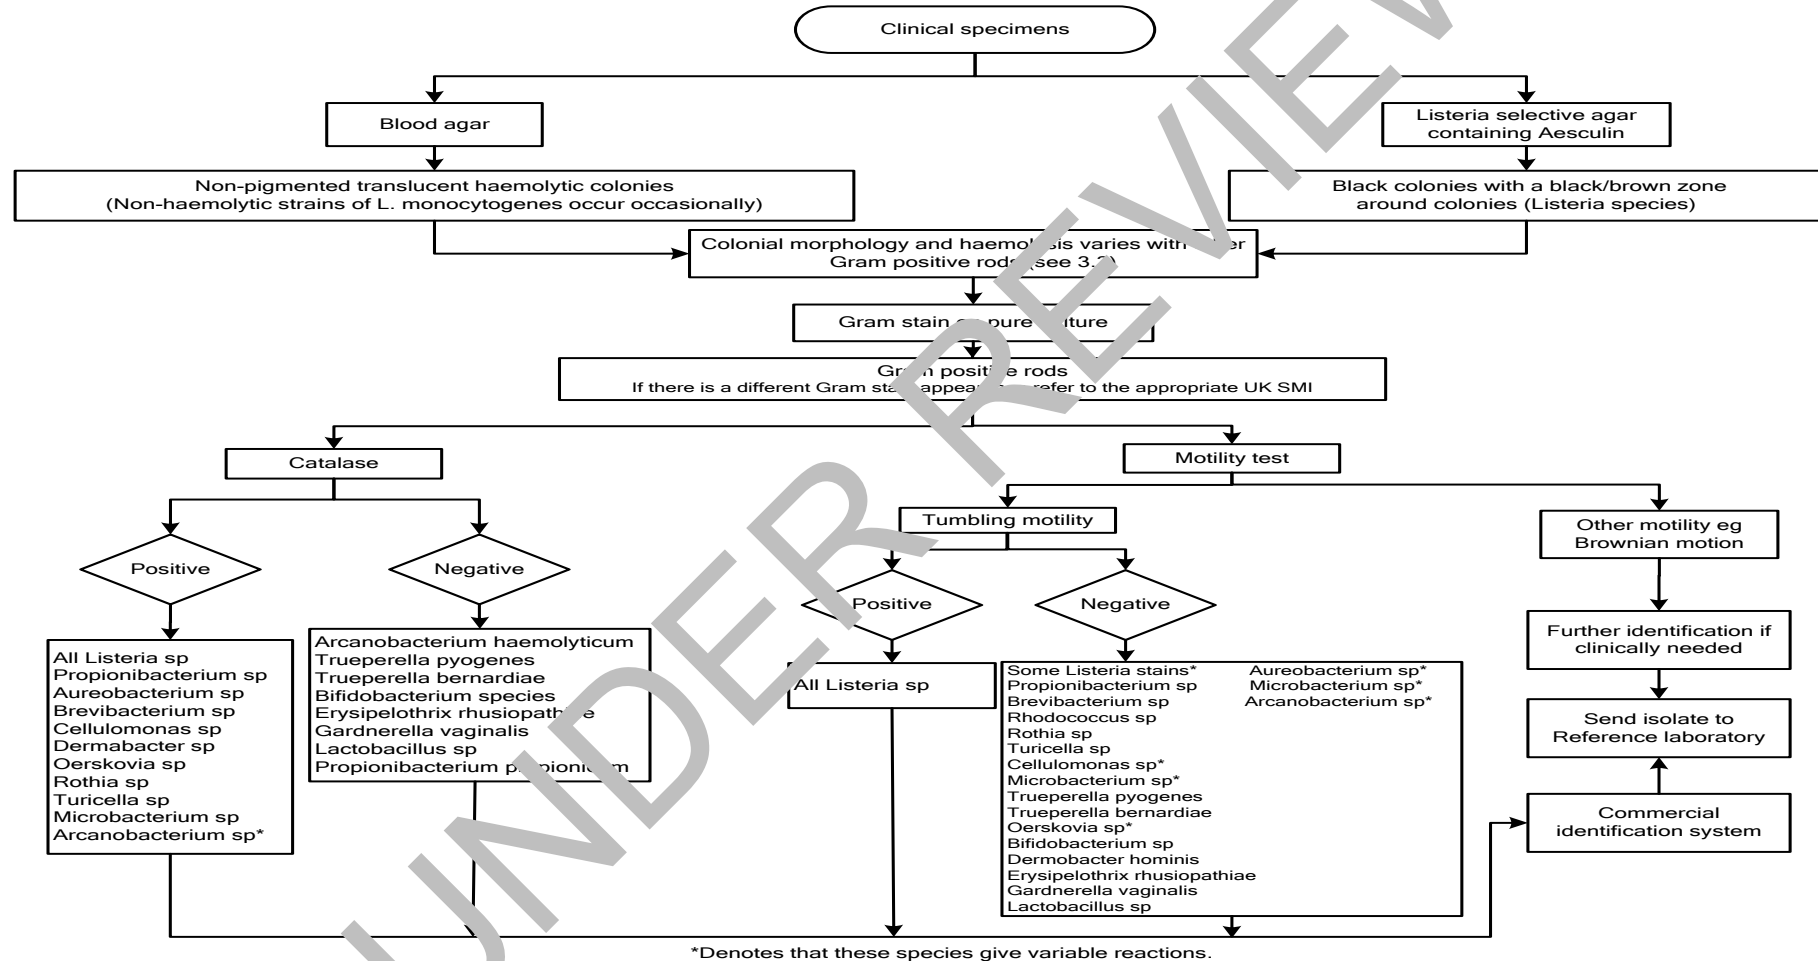 Clinical specimens
Blood agar
Listeria selective agar
containing Aesculin
Non-pigmented translucent haemolytic colonies
(Non-haemolytic strains of L. monocytogenes occur occasionally)
Black colonies with a black/brown zone
around colonies (Listeria species)
Colonial morphology and haemolysis varies with other
Gram positive rods (see 3.
Gram stain pure culture
Gram positive rods
If there is a different Gram stain appearance refer to the appropriate UK SMI
Catalase
Motility test
Tumbling motility
Other motility eg
Brownian motion
Positive
Negative
Positive
Negative
Further identification if
clinically needed
All Listeria sp
Propionibacterium sp
Aureobacterium sp
Brevibacterium sp
Cellulomonas sp
Dermabacter sp
Oerskovia sp
Rothia sp
Turicella sp
Microbacterium sp
Arcanobacterium sp*
Arcanobacterium haemolyticum
Trueperella pyogenes
Trueperella bernardiae
Bifidobacterium species
Erysipelothrix rhusiopathiae
Gardnerella vaginalis
Lactobacillus sp
Propionibacterium propionicum
All Listeria sp
Some Listeria stains*
Propionibacterium sp
Brevibacterium sp
Rhodococcus sp
Rothia sp
Turicella sp
Cellulomonas sp*
Microbacterium sp*
Trueperella pyogenes
Trueperella bernardiae
Oerskovia sp*
Bifidobacterium sp
Dermobacter hominis
Erysipelothrix rhusiopathiae
Gardnerella vaginalis
Lactobacillus sp
Aureobacterium sp*
Microbacterium sp*
Arcanobacterium sp*
Send isolate to
Reference laboratory
Commercial
identification system
*Denotes that these species give variable reactions.
UNDER REVIEW